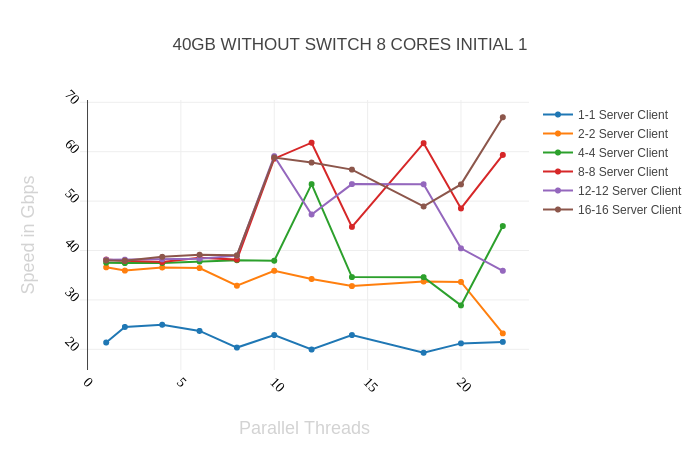 40GB WITHOUT SWITCH 8 CORES INITIAL 1
70
60
50
40
30
20
Speed in Gbps
0
5
10
15
20
Parallel Threads
1-1 Server Client
2-2 Server Client
4-4 Server Client
8-8 Server Client
12-12 Server Client
16-16 Server Client